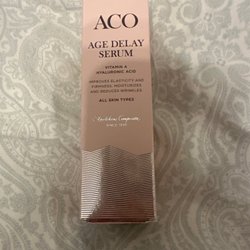 ACO
AGE DELAY
SERUM
VITAMIN A
HYALURONIC ACID
IMPROVES ELASTICITY AND
FIRMNESS, MOISTURIZES
AND REDUCES WRINKLES
ALL SKIN TYPES